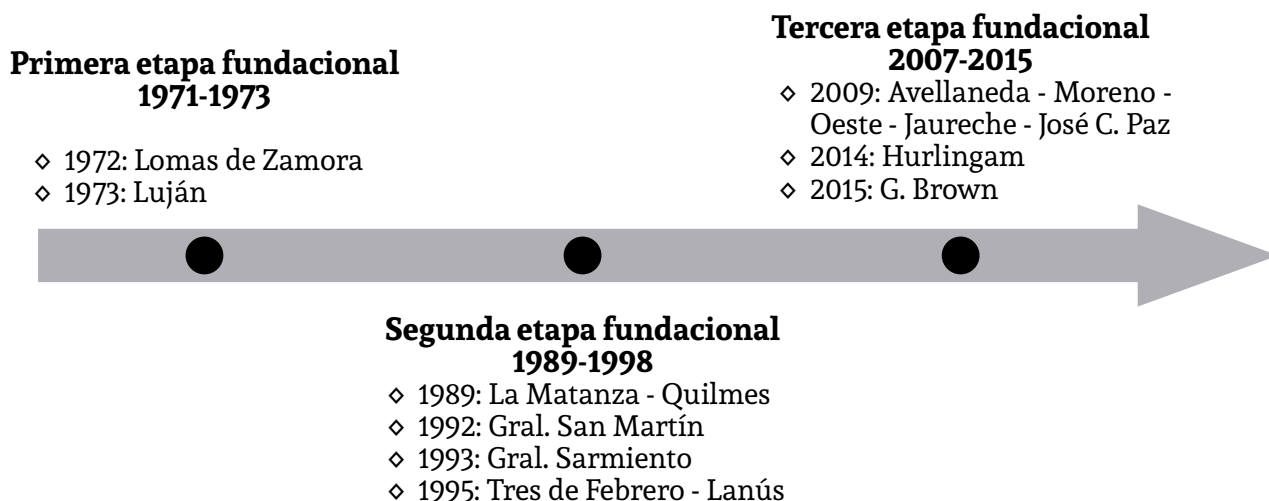 Primera etapa fundacional
1971-1973
◇ 1972: Lomas de Zamora
◇ 1973: Luján
Segunda etapa fundacional
1989-1998
◇ 1989: La Matanza - Quilmes
◇ 1992: Gral. San Martín
◇ 1993: Gral. Sarmiento
◇ 1995: Tres de Febrero - Lanús
Tercera etapa fundacional
2007-2015
◇ 2009: Avellaneda - Moreno -
Oeste - Jaureche - José C. Paz
◇ 2014: Hurlingam
◇ 2015: G. Brown